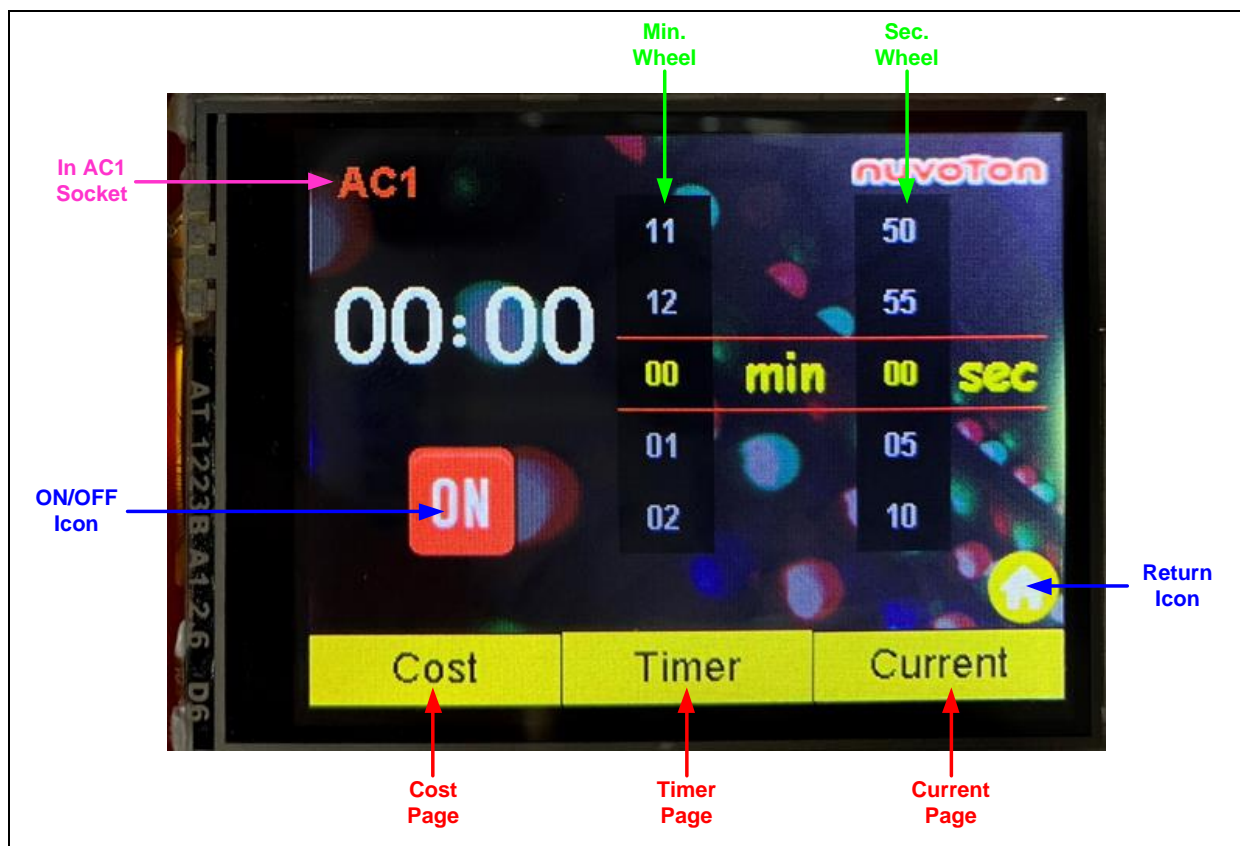 Min.
Wheel
Sec.
Wheel
In AC1
Socket
AC1
nuvoTon
11
50
12
55
00:00
00
min
00
sec
01
05
ON
02
10
ON/OFF
Icon
Return
Icon
AT1223BA126 D6
Cost
Timer
Current
Cost
Page
Timer
Page
Current
Page